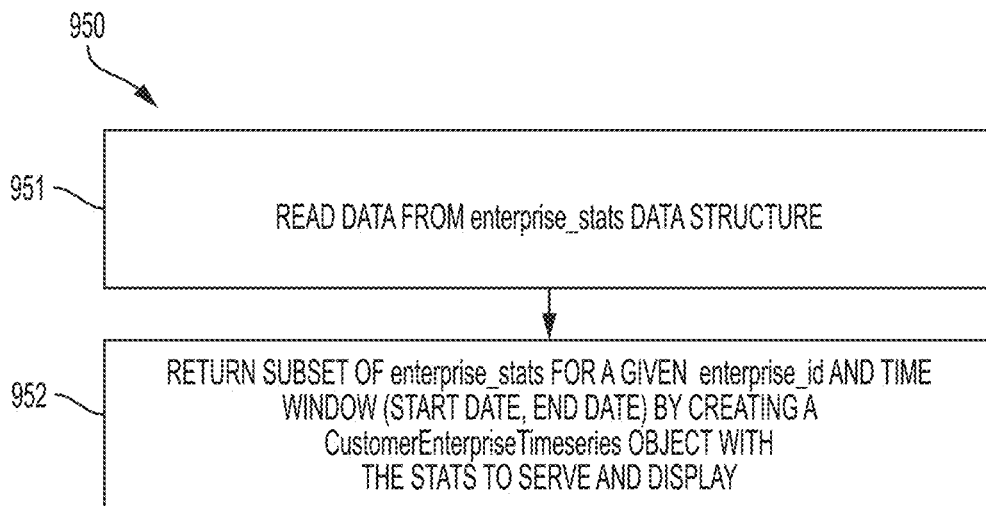 950
951
READ DATA FROM enterprise_stats DATA STRUCTURE
952
RETURN SUBSET OF enterprise_stats FOR A GIVEN enterprise_id AND TIME
WINDOW (START DATE, END DATE) BY CREATING A
CustomerEnterpriseTimeseries OBJECT WITH
THE STATS TO SERVE AND DISPLAY